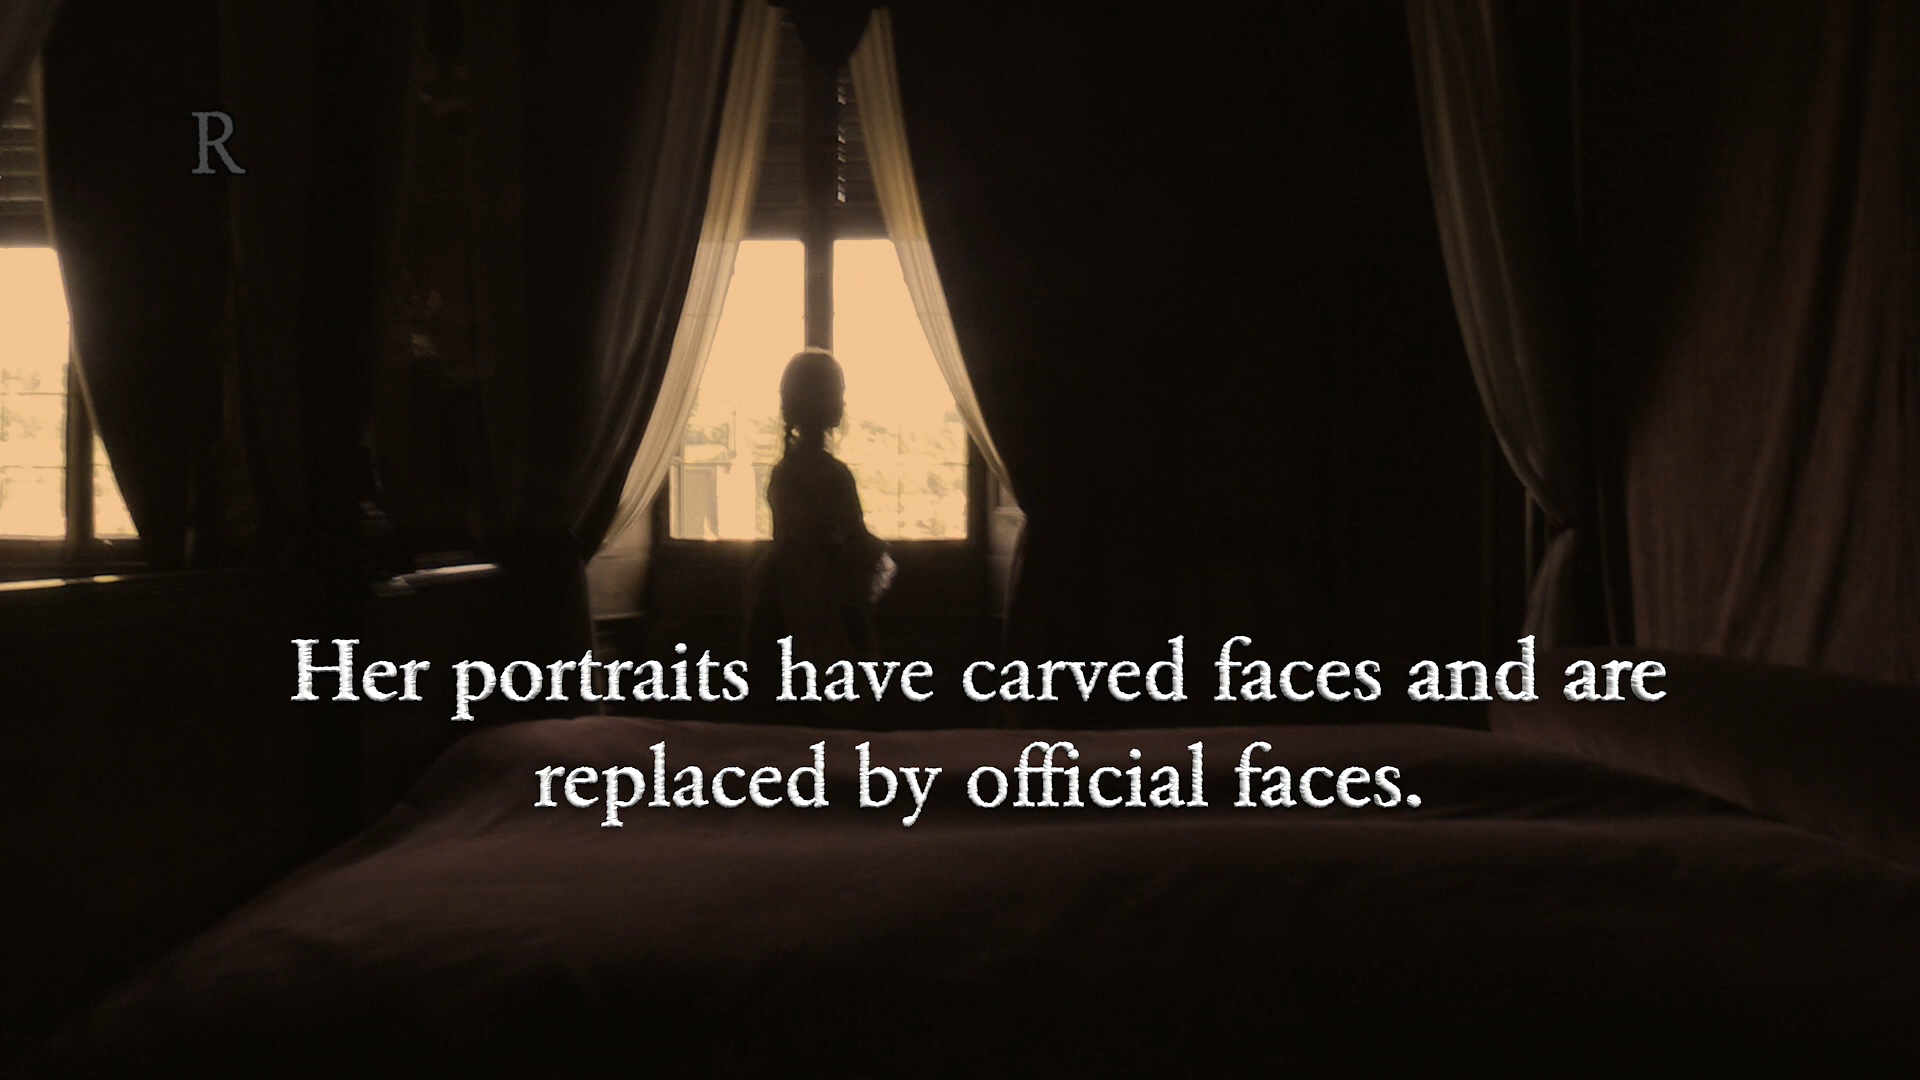 R
Her portraits have carved faces and are
replaced by official faces.